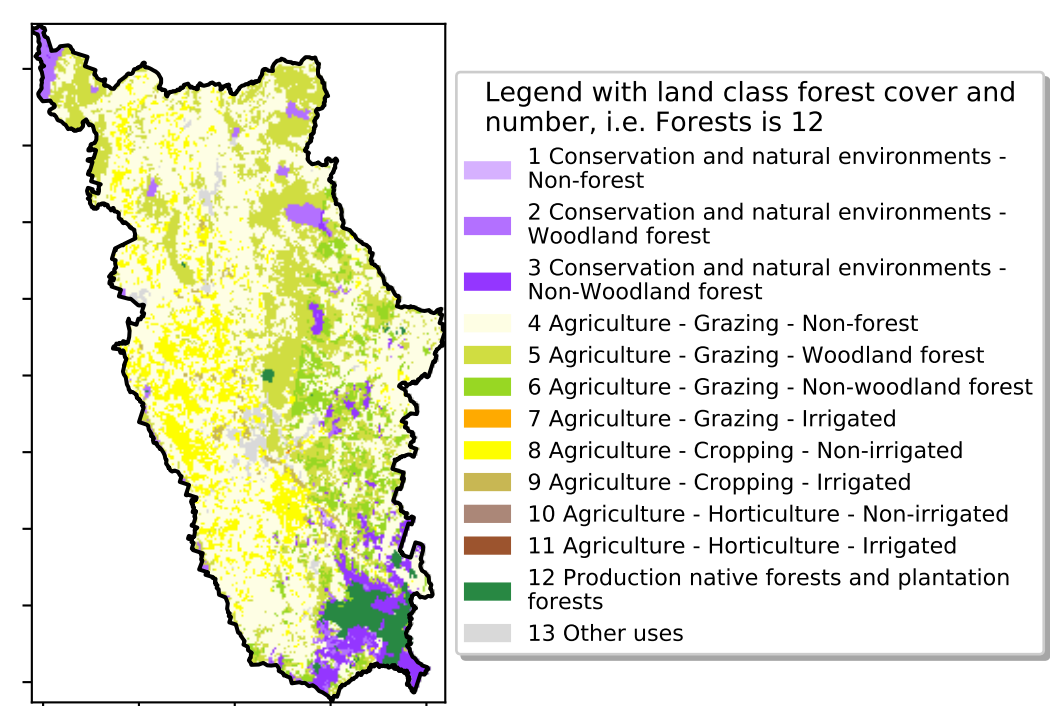 Legend with land class forest cover and
number, i.e. Forests is 12
1 Conservation and natural environments -
Non-forest
2 Conservation and natural environments -
Woodland forest
3 Conservation and natural environments -
Non-Woodland forest
4 Agriculture - Grazing - Non-forest
5 Agriculture - Grazing - Woodland forest
6 Agriculture - Grazing - Non-woodland forest
7 Agriculture - Grazing - Irrigated
8 Agriculture - Cropping - Non-irrigated
9 Agriculture - Cropping - Irrigated
10 Agriculture - Horticulture - Non-irrigated
11 Agriculture - Horticulture - Irrigated
12 Production native forests and plantation
forests
13 Other uses